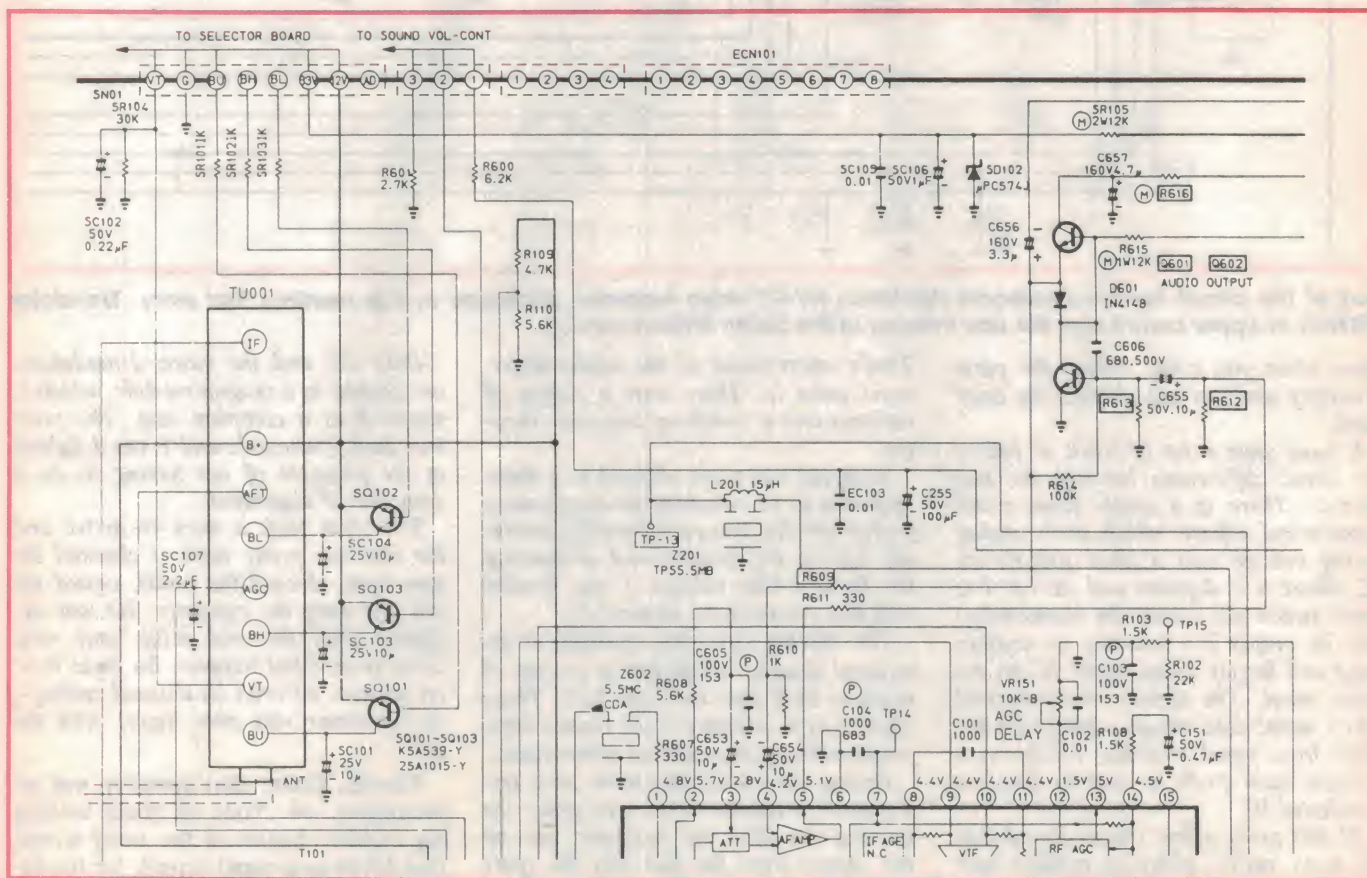 TO SELECTOR BOARD
TO SOUND VOL-CONT
ECN101
VT G BU BH BL 33V 12V AD
3 2 1
1 2 3 4
1 2 3 4 5 6 7 8
SN01
SR104
30K
SR101 1K
SR102 1K
SR103 1K
SC102
50V
0.22μF
R601
2.7K
R600
6.2K
SC105
0.01
SC106
50V1μF
SD102
μPC574J
M
SR105
2W12K
C657
160V4.7μ
M
R616
C656
160V
3.3μ
M
R615
1W12K
Q601
Q602
AUDIO OUTPUT
D601
IN4148
C606
680,500V
R613
C655
50V,10μ
R612
R614
100K
R109
4.7K
R110
5.6K
TU001
IF
B+
AFT
BL
AGC
BH
VT
BU
ANT
SC107
50V
2.2μF
SQ102
SC104
25V10μ
SQ103
SC103
25V10μ
SQ101
SC101
25V
10μ
SQ101~SQ103
KSA539-Y
2SA1015-Y
T101
L201 15μH
TP-13
Z201
TP55.5MB
EC103
0.01
C255
50V
100μF
R609
R611 330
Z602
5.5MC
CDA
R608
5.6K
R607
330
C605
100V
153
P
R610
1K
C653
50V
10μ
C654
50V
10μ
P
C104
1000
683
TP14
C101
1000
VR151
10K-B
AGC
DELAY
C102
0.01
P
C103
100V
153
R103
1.5K
TP15
R102
22K
R108
1.5K
C151
50V
0.47μF
4.8V 5.7V 2.8V 4.2V 5.1V 4.4V 4.4V 4.4V 4.4V 1.5V 5V 4.5V
1 2 3 4 5 6 7 8 9 10 11 12 13 14 15
ATT
AF AMP
IF AGE
N.C
VIF
RF AGC